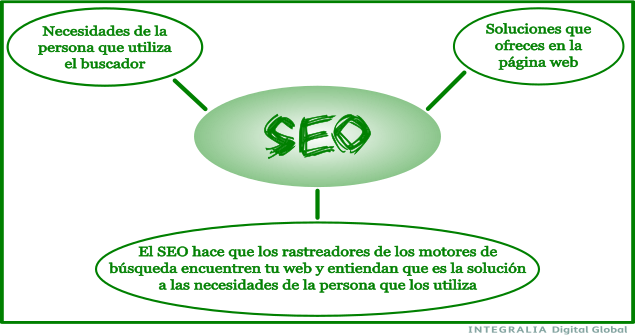 Necesidades de la
persona que utiliza
el buscador
Soluciones que
ofreces en la
página web
SEO
El SEO hace que los rastreadores de los motores de
búsqueda encuentren tu web y entiendan que es la solución
a las necesidades de la persona que los utiliza
INTEGRALIA Digital Global